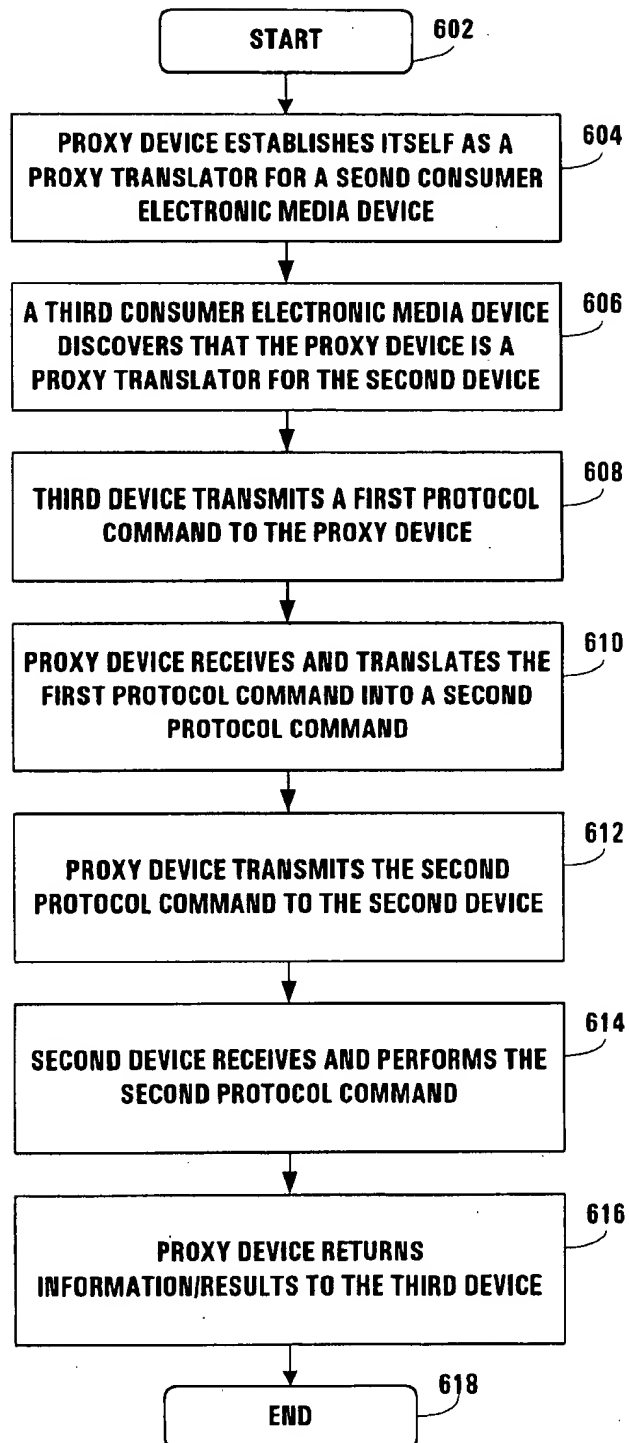 START
602
PROXY DEVICE ESTABLISHES ITSELF AS A
PROXY TRANSLATOR FOR A SEOND CONSUMER
ELECTRONIC MEDIA DEVICE
604
A THIRD CONSUMER ELECTRONIC MEDIA DEVICE
DISCOVERS THAT THE PROXY DEVICE IS A
PROXY TRANSLATOR FOR THE SECOND DEVICE
606
THIRD DEVICE TRANSMITS A FIRST PROTOCOL
COMMAND TO THE PROXY DEVICE
608
PROXY DEVICE RECEIVES AND TRANSLATES THE
FIRST PROTOCOL COMMAND INTO A SECOND
PROTOCOL COMMAND
610
PROXY DEVICE TRANSMITS THE SECOND
PROTOCOL COMMAND TO THE SECOND DEVICE
612
SECOND DEVICE RECEIVES AND PERFORMS THE
SECOND PROTOCOL COMMAND
614
PROXY DEVICE RETURNS
INFORMATION/RESULTS TO THE THIRD DEVICE
616
END
618